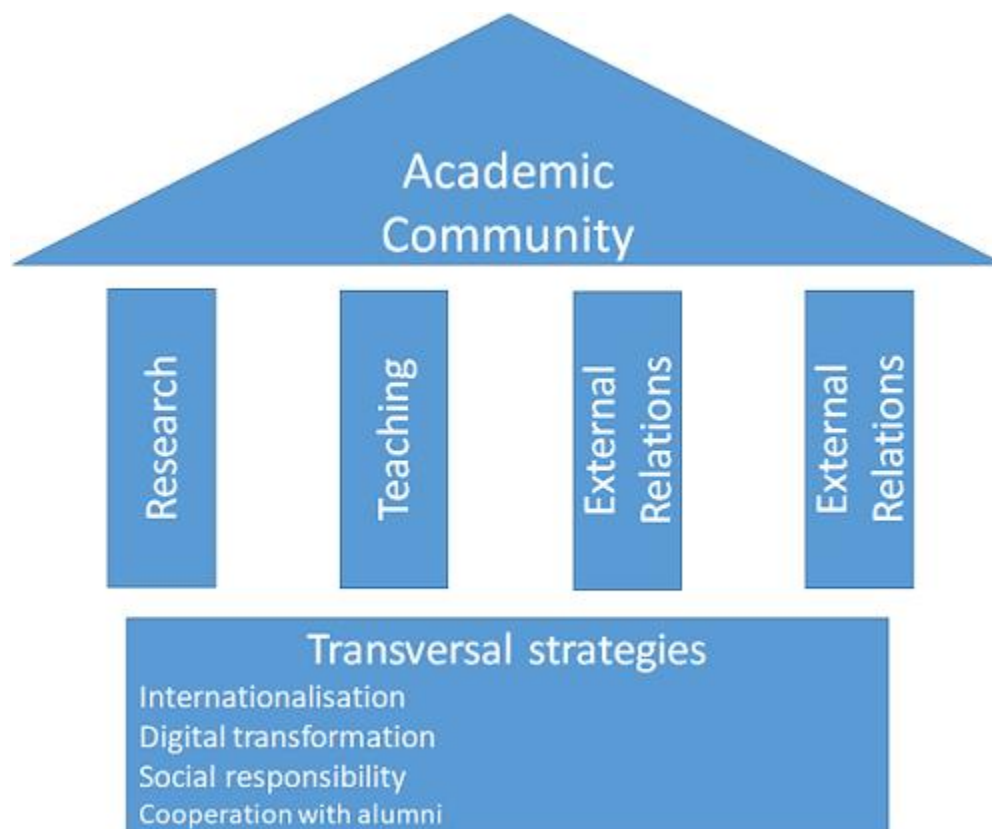 Academic
Community
Research
Teaching
External
Relations
External
Relations
Transversal strategies
Internationalisation
Digital transformation
Social responsibility
Cooperation with alumni